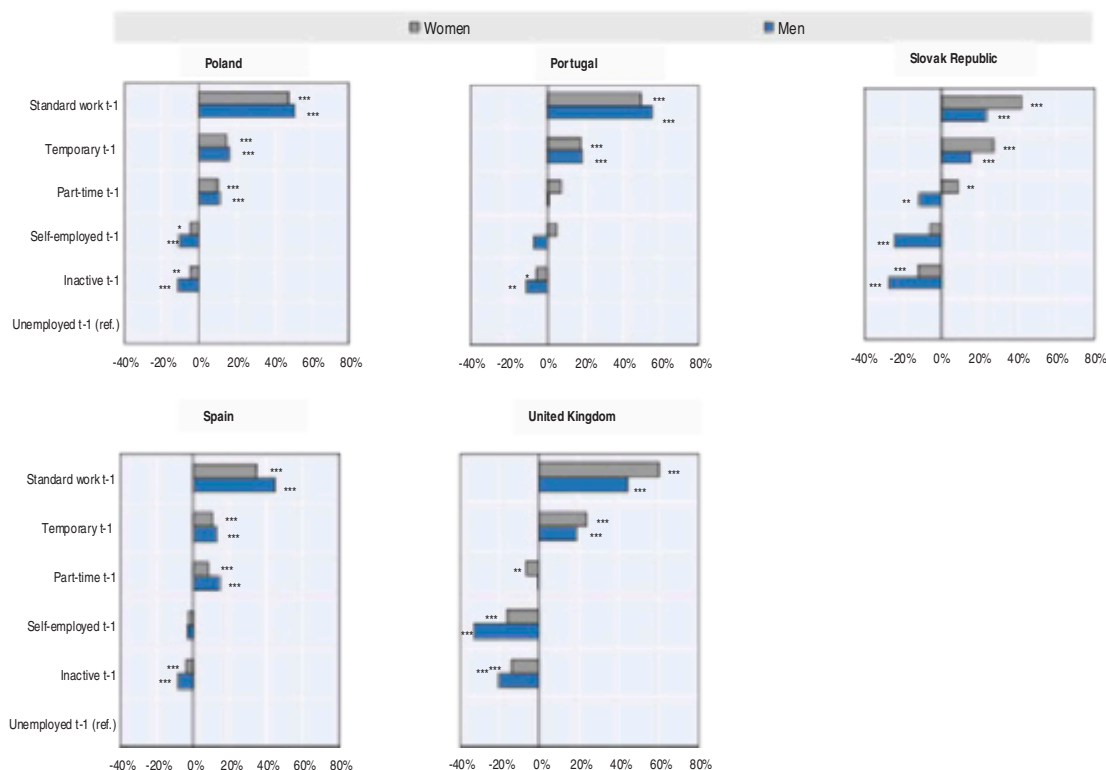 Women Men
Poland Portugal Slovak Republic
Standard work t-1 *** *** ***
*** *** ***
Temporary t-1 *** *** ***
*** *** ***
Part-time t-1 *** **
*** **
Self-employed t-1 *
*** ***
Inactive t-1 ** * ***
*** ** ***
Unemployed t-1 (ref.)
-40% -20% 0% 20% 40% 60% 80% -40% -20% 0% 20% 40% 60% 80% -40% -20% 0% 20% 40% 60% 80%
Spain United Kingdom
Standard work t-1 *** ***
*** ***
Temporary t-1 *** ***
*** ***
Part-time t-1 *** **
***
Self-employed t-1 ***
***
Inactive t-1 *** ******
***
Unemployed t-1 (ref.)
-40% -20% 0% 20% 40% 60% 80% -40% -20% 0% 20% 40% 60% 80%